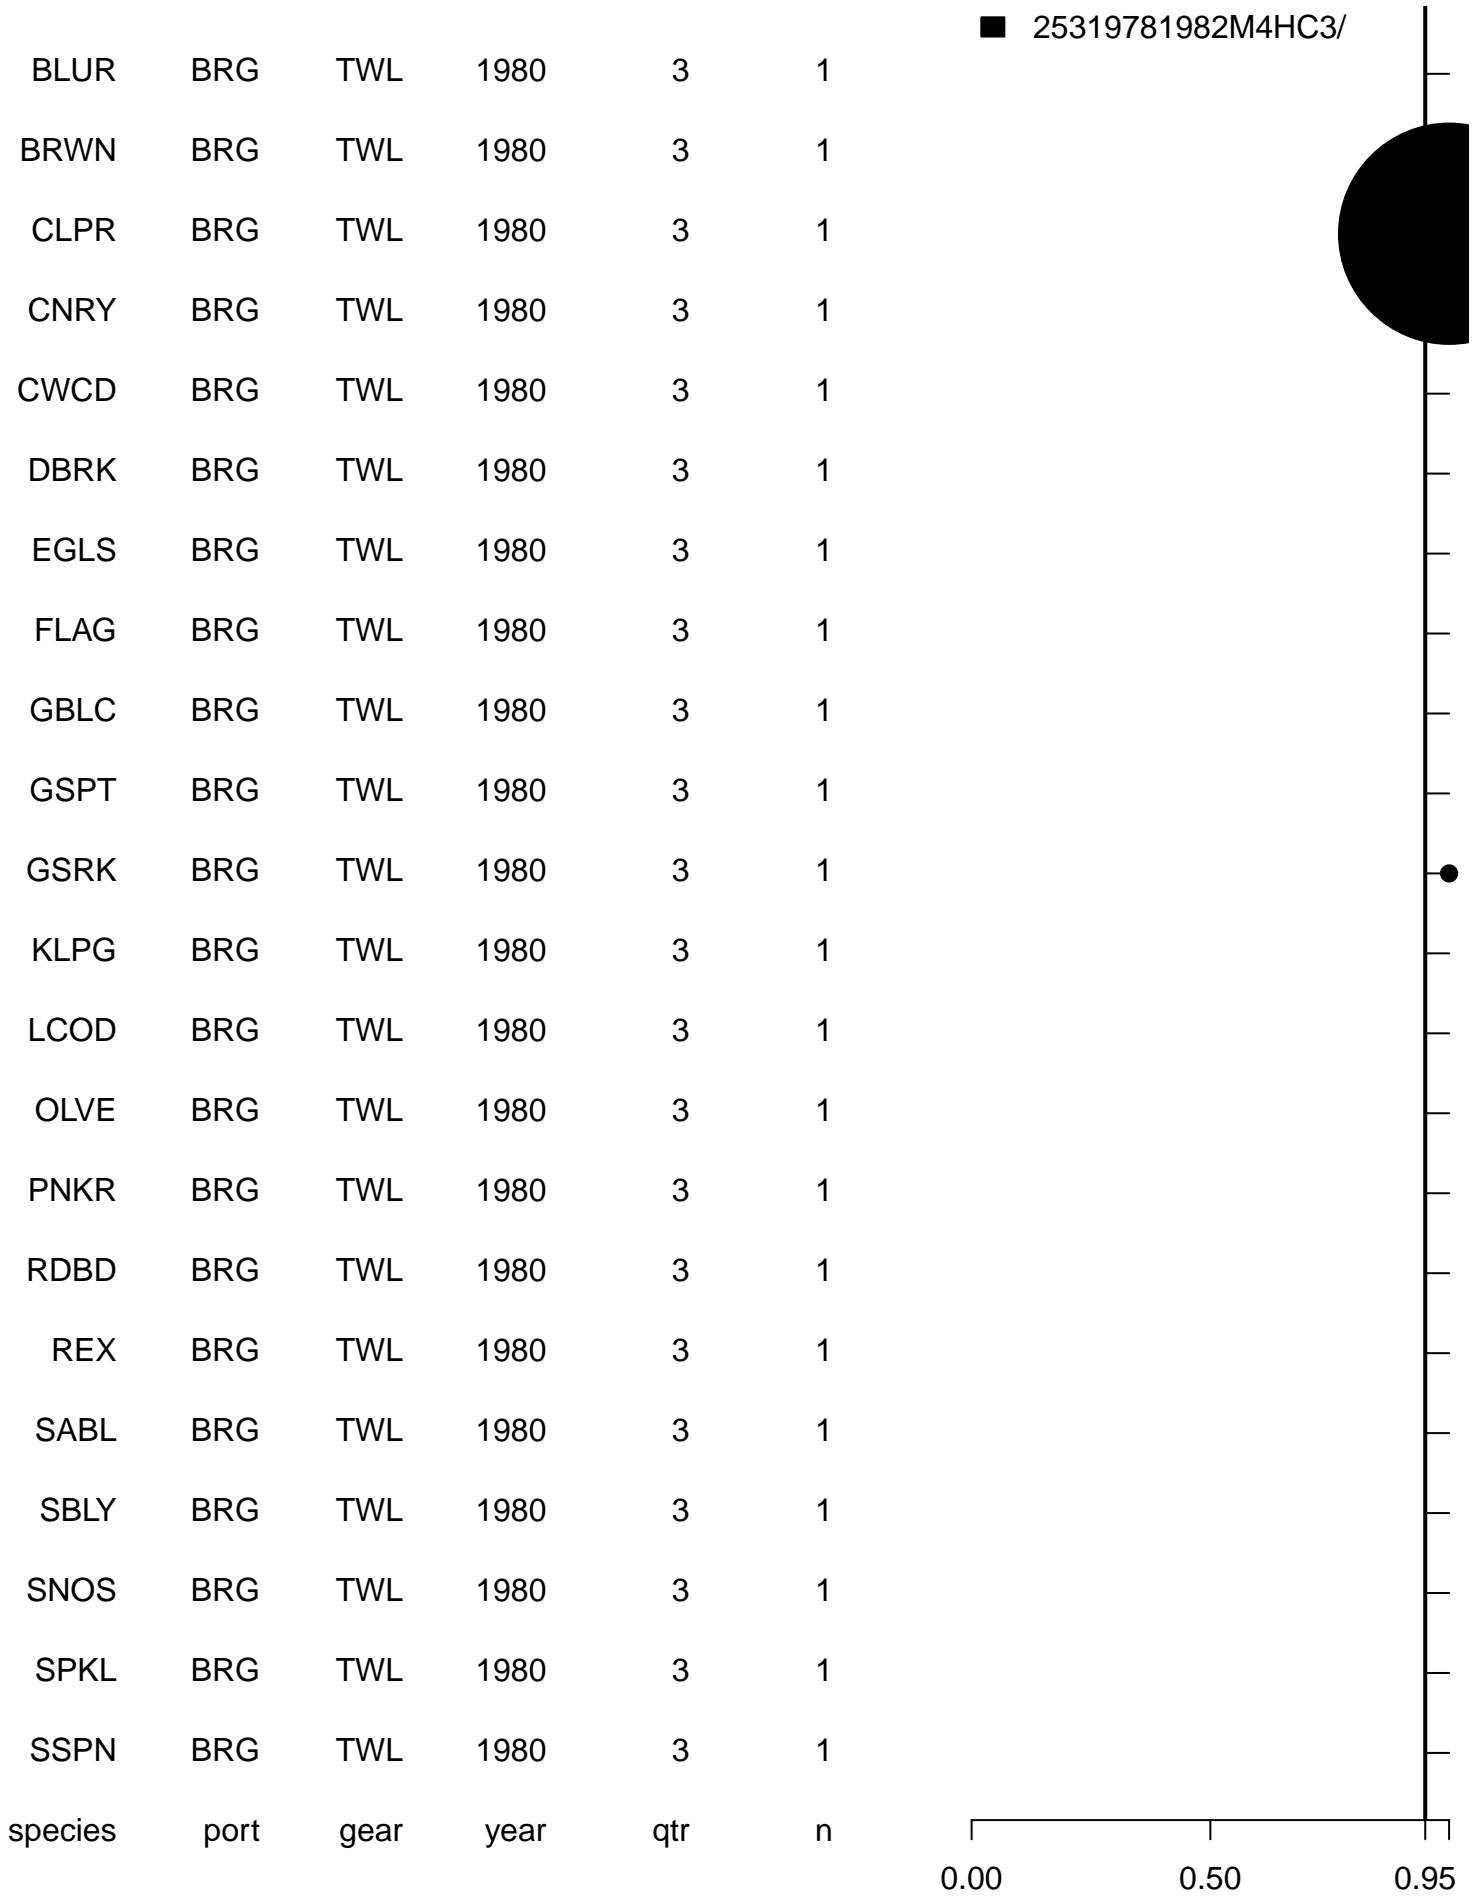 25319781982M4HC3/
BLUR BRG TWL 1980 3 1
BRWN BRG TWL 1980 3 1
CLPR BRG TWL 1980 3 1
CNRY BRG TWL 1980 3 1
CWCD BRG TWL 1980 3 1
DBRK BRG TWL 1980 3 1
EGLS BRG TWL 1980 3 1
FLAG BRG TWL 1980 3 1
GBLC BRG TWL 1980 3 1
GSPT BRG TWL 1980 3 1
GSRK BRG TWL 1980 3 1
KLPG BRG TWL 1980 3 1
LCOD BRG TWL 1980 3 1
OLVE BRG TWL 1980 3 1
PNKR BRG TWL 1980 3 1
RDBD BRG TWL 1980 3 1
REX BRG TWL 1980 3 1
SABL BRG TWL 1980 3 1
SBLY BRG TWL 1980 3 1
SNOS BRG TWL 1980 3 1
SPKL BRG TWL 1980 3 1
SSPN BRG TWL 1980 3 1
species port gear year qtr n
0.00 0.50 0.95